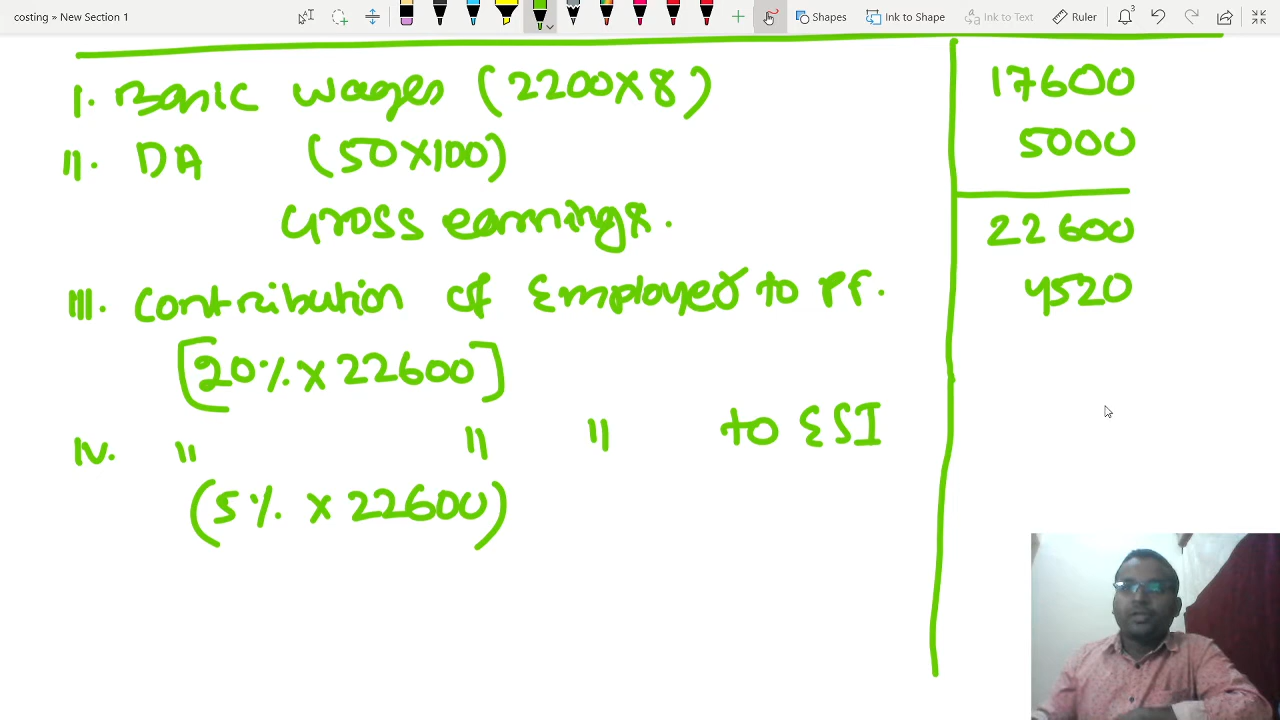 costing » New Section 1 Shapes Ink to Shape Ink to Text Ruler
I. Basic wages (2200×8) 17600
II. DA (50×100) 5000
Gross earnings. 22600
III. Contribution of Employer to Pf. 4520
[20% × 22600]
IV. " " " to ESI
(5% × 22600)